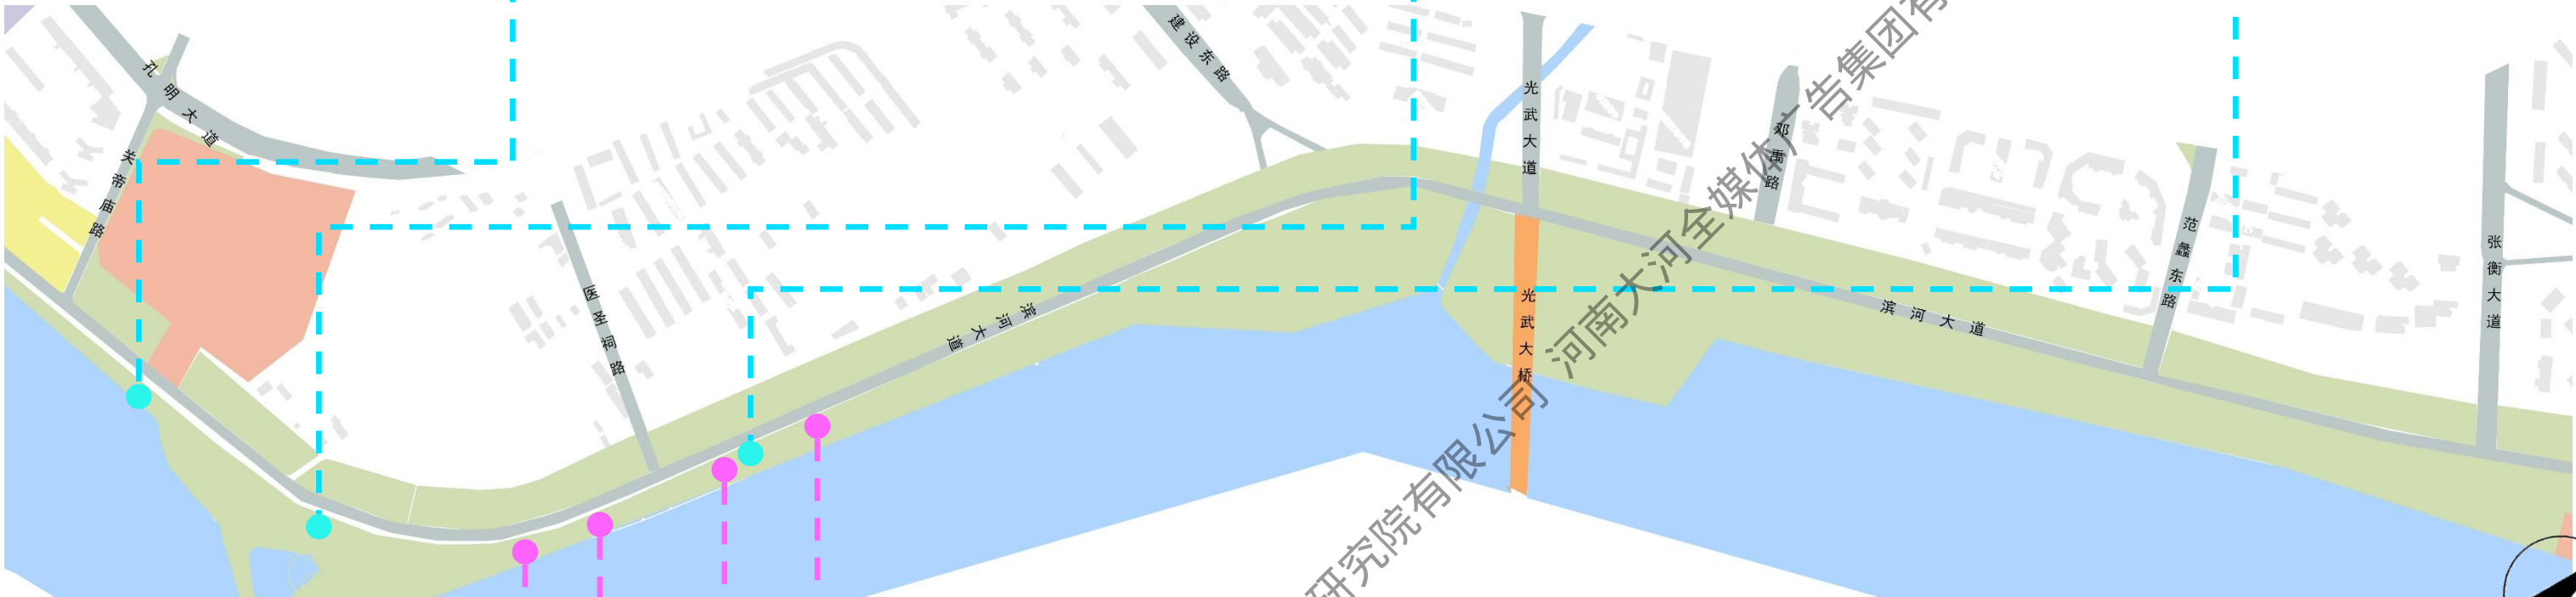 孔明大道
关帝庙路
医圣祠路
建设东路
滨河大道
光武大道
光武大桥
邓禹路
滨河大道
范蠡东路
张衡大道
研究院有限公司 河南大河全媒体广告集团有